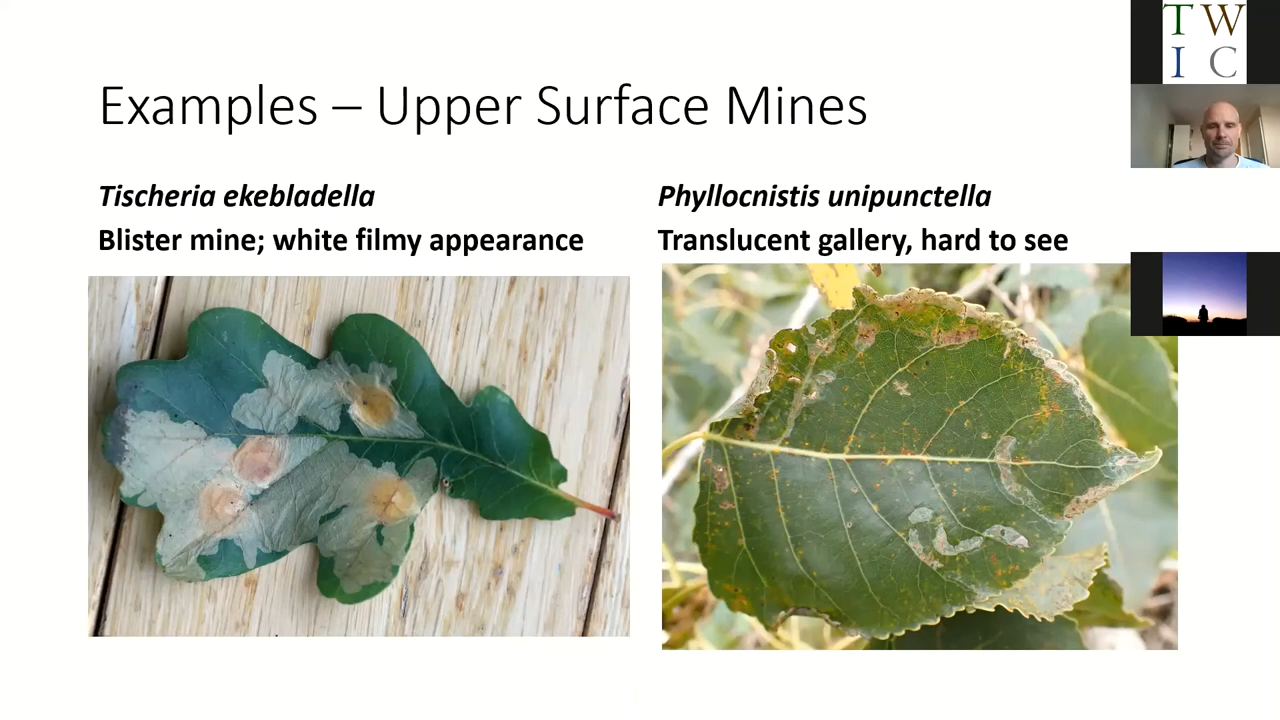 T W
I C
Examples – Upper Surface Mines
Tischeria ekebladella
Blister mine; white filmy appearance
Phyllocnistis unipunctella
Translucent gallery, hard to see